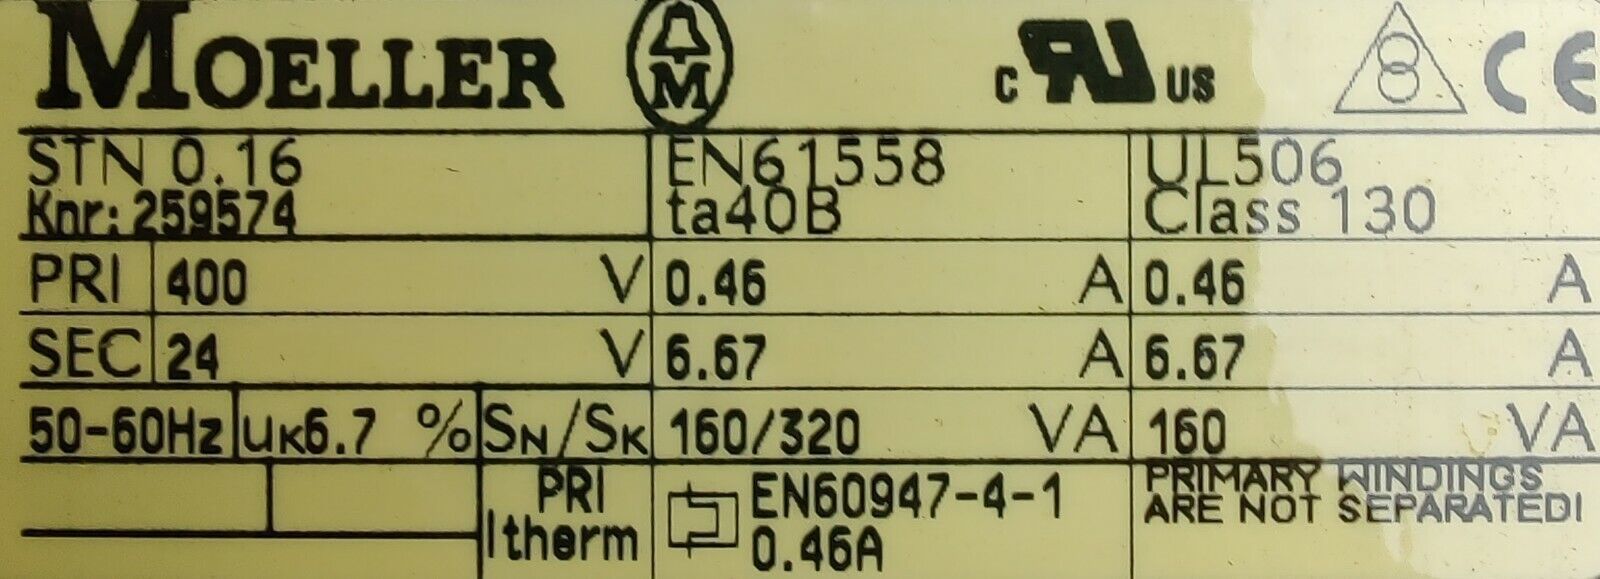 MOELLER M c RU US CE
STN 0.16 EN61558 UL506
Knr: 259574 ta40B Class 130
PRI 400 V 0.46 A 0.46 A
SEC 24 V 6.67 A 6.67 A
50-60Hz uK6.7 % SN/SK 160/320 VA 160 VA
PRI EN60947-4-1 PRIMARY WINDINGS
Itherm 0.46A ARE NOT SEPARATED!